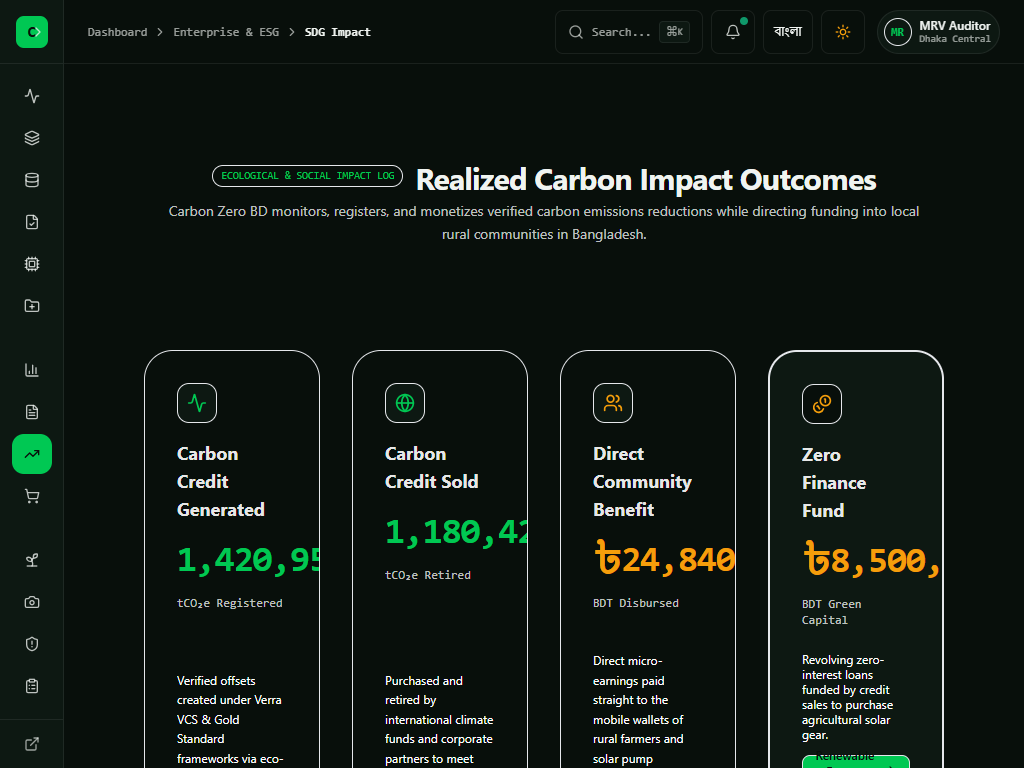 C
Dashboard > Enterprise & ESG > SDG Impact
Search... ⌘K
বাংলা
MR
MRV Auditor
Dhaka Central
ECOLOGICAL & SOCIAL IMPACT LOG
Realized Carbon Impact Outcomes
Carbon Zero BD monitors, registers, and monetizes verified carbon emissions reductions while directing funding into local
rural communities in Bangladesh.
Carbon
Credit
Generated
1,420,95
tCO₂e Registered
Verified offsets
created under Verra
VCS & Gold
Standard
frameworks via eco-
Carbon
Credit Sold
1,180,42
tCO₂e Retired
Purchased and
retired by
international climate
funds and corporate
partners to meet
Direct
Community
Benefit
৳24,840
BDT Disbursed
Direct micro-
earnings paid
straight to the
mobile wallets of
rural farmers and
solar pump
Zero
Finance
Fund
৳8,500,
BDT Green
Capital
Revolving zero-
interest loans
funded by credit
sales to purchase
agricultural solar
gear.
Renewable